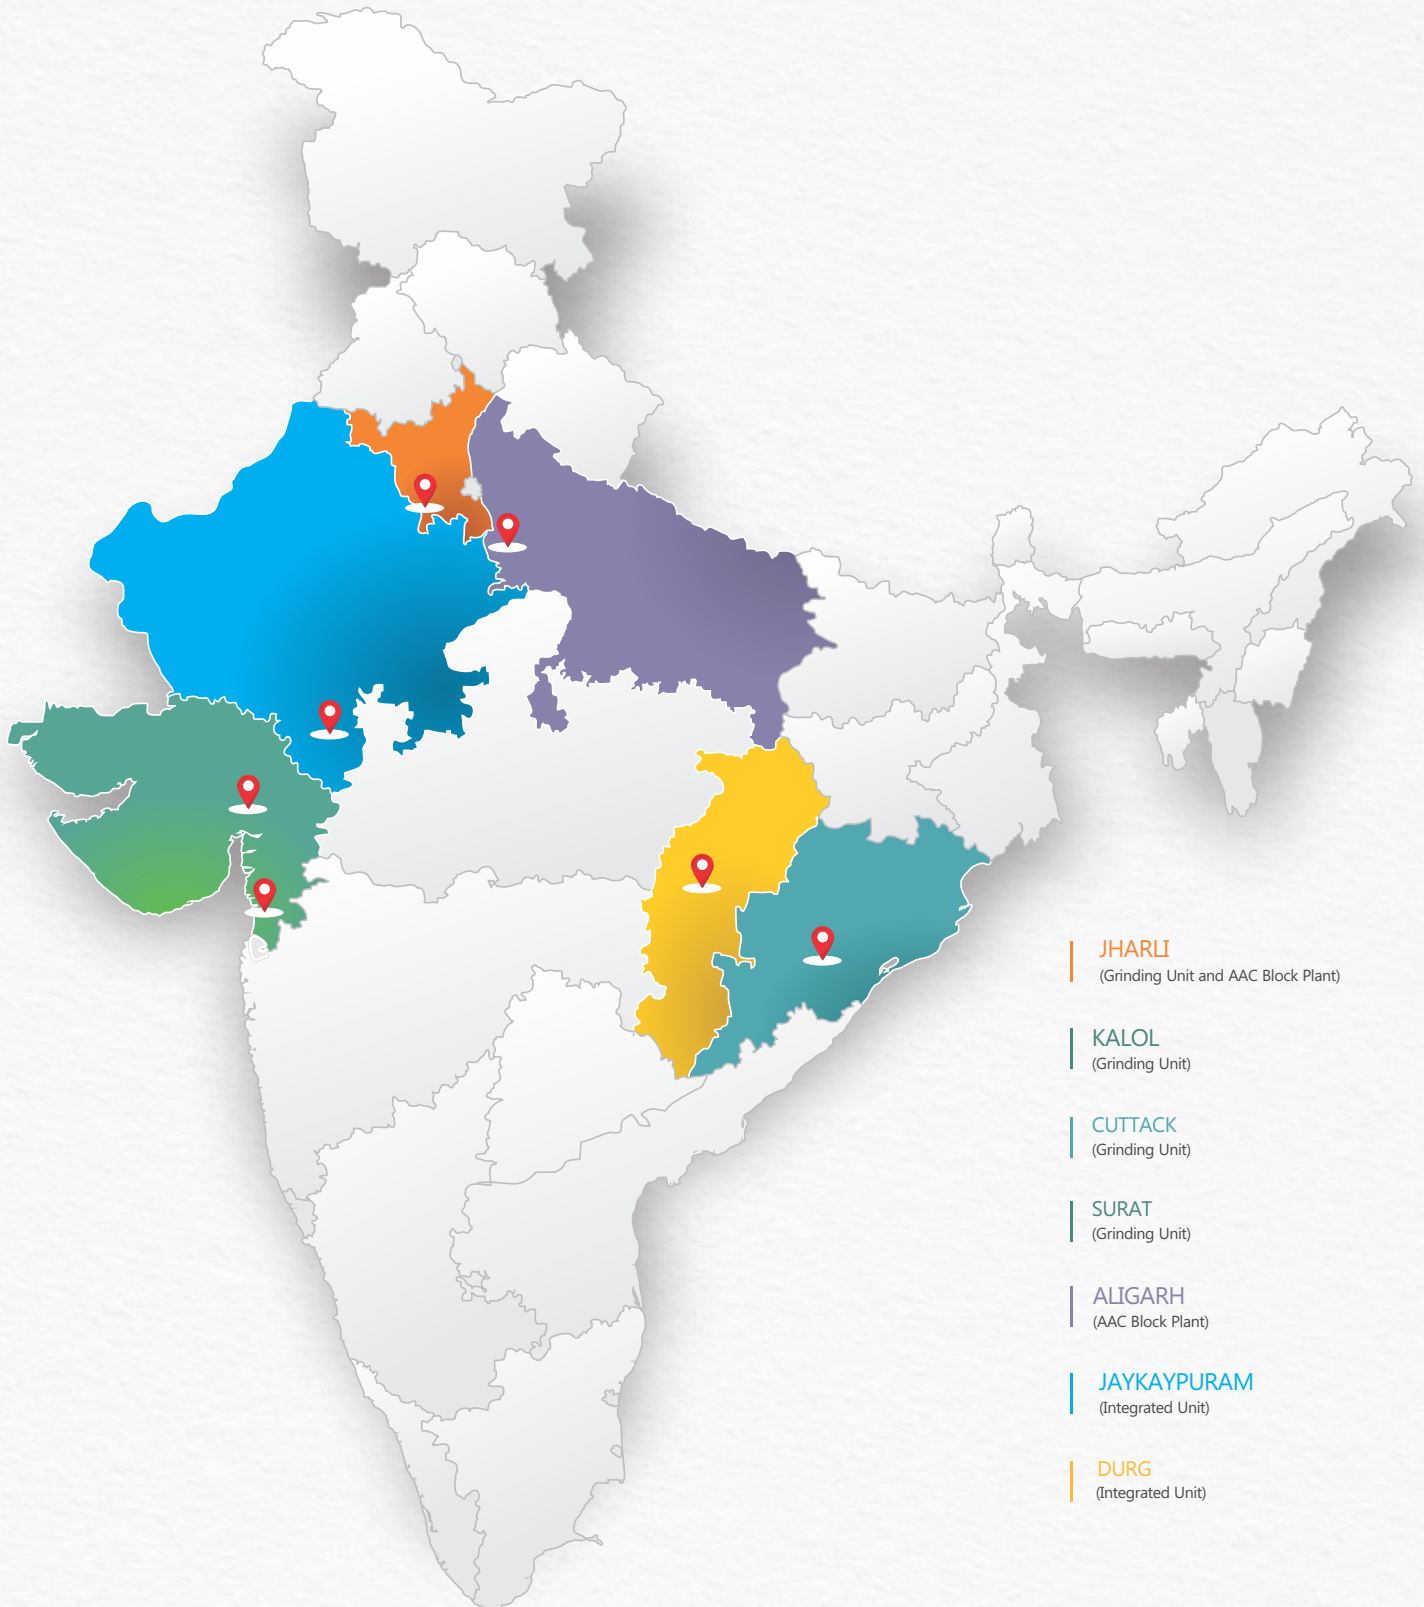 JHARLI
(Grinding Unit and AAC Block Plant)
KALOL
(Grinding Unit)
CUTTACK
(Grinding Unit)
SURAT
(Grinding Unit)
ALIGARH
(AAC Block Plant)
JAYKAYPURAM
(Integrated Unit)
DURG
(Integrated Unit)